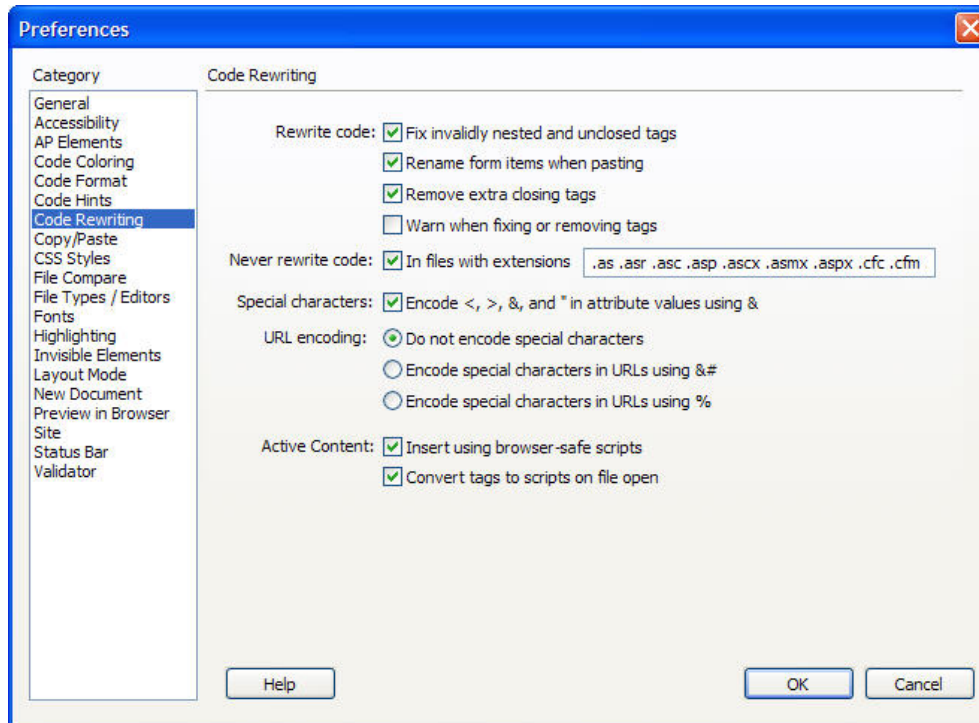 Preferences
Category
General
Accessibility
AP Elements
Code Coloring
Code Format
Code Hints
Code Rewriting
Copy/Paste
CSS Styles
File Compare
File Types / Editors
Fonts
Highlighting
Invisible Elements
Layout Mode
New Document
Preview in Browser
Site
Status Bar
Validator
Code Rewriting
Rewrite code: Fix invalidly nested and unclosed tags
Rename form items when pasting
Remove extra closing tags
Warn when fixing or removing tags
Never rewrite code: In files with extensions .as .asr .asc .asp .ascx .asmx .aspx .cfc .cfm
Special characters: Encode <, >, &, and " in attribute values using &
URL encoding: Do not encode special characters
Encode special characters in URLs using &#
Encode special characters in URLs using %
Active Content: Insert using browser-safe scripts
Convert tags to scripts on file open
Help OK Cancel